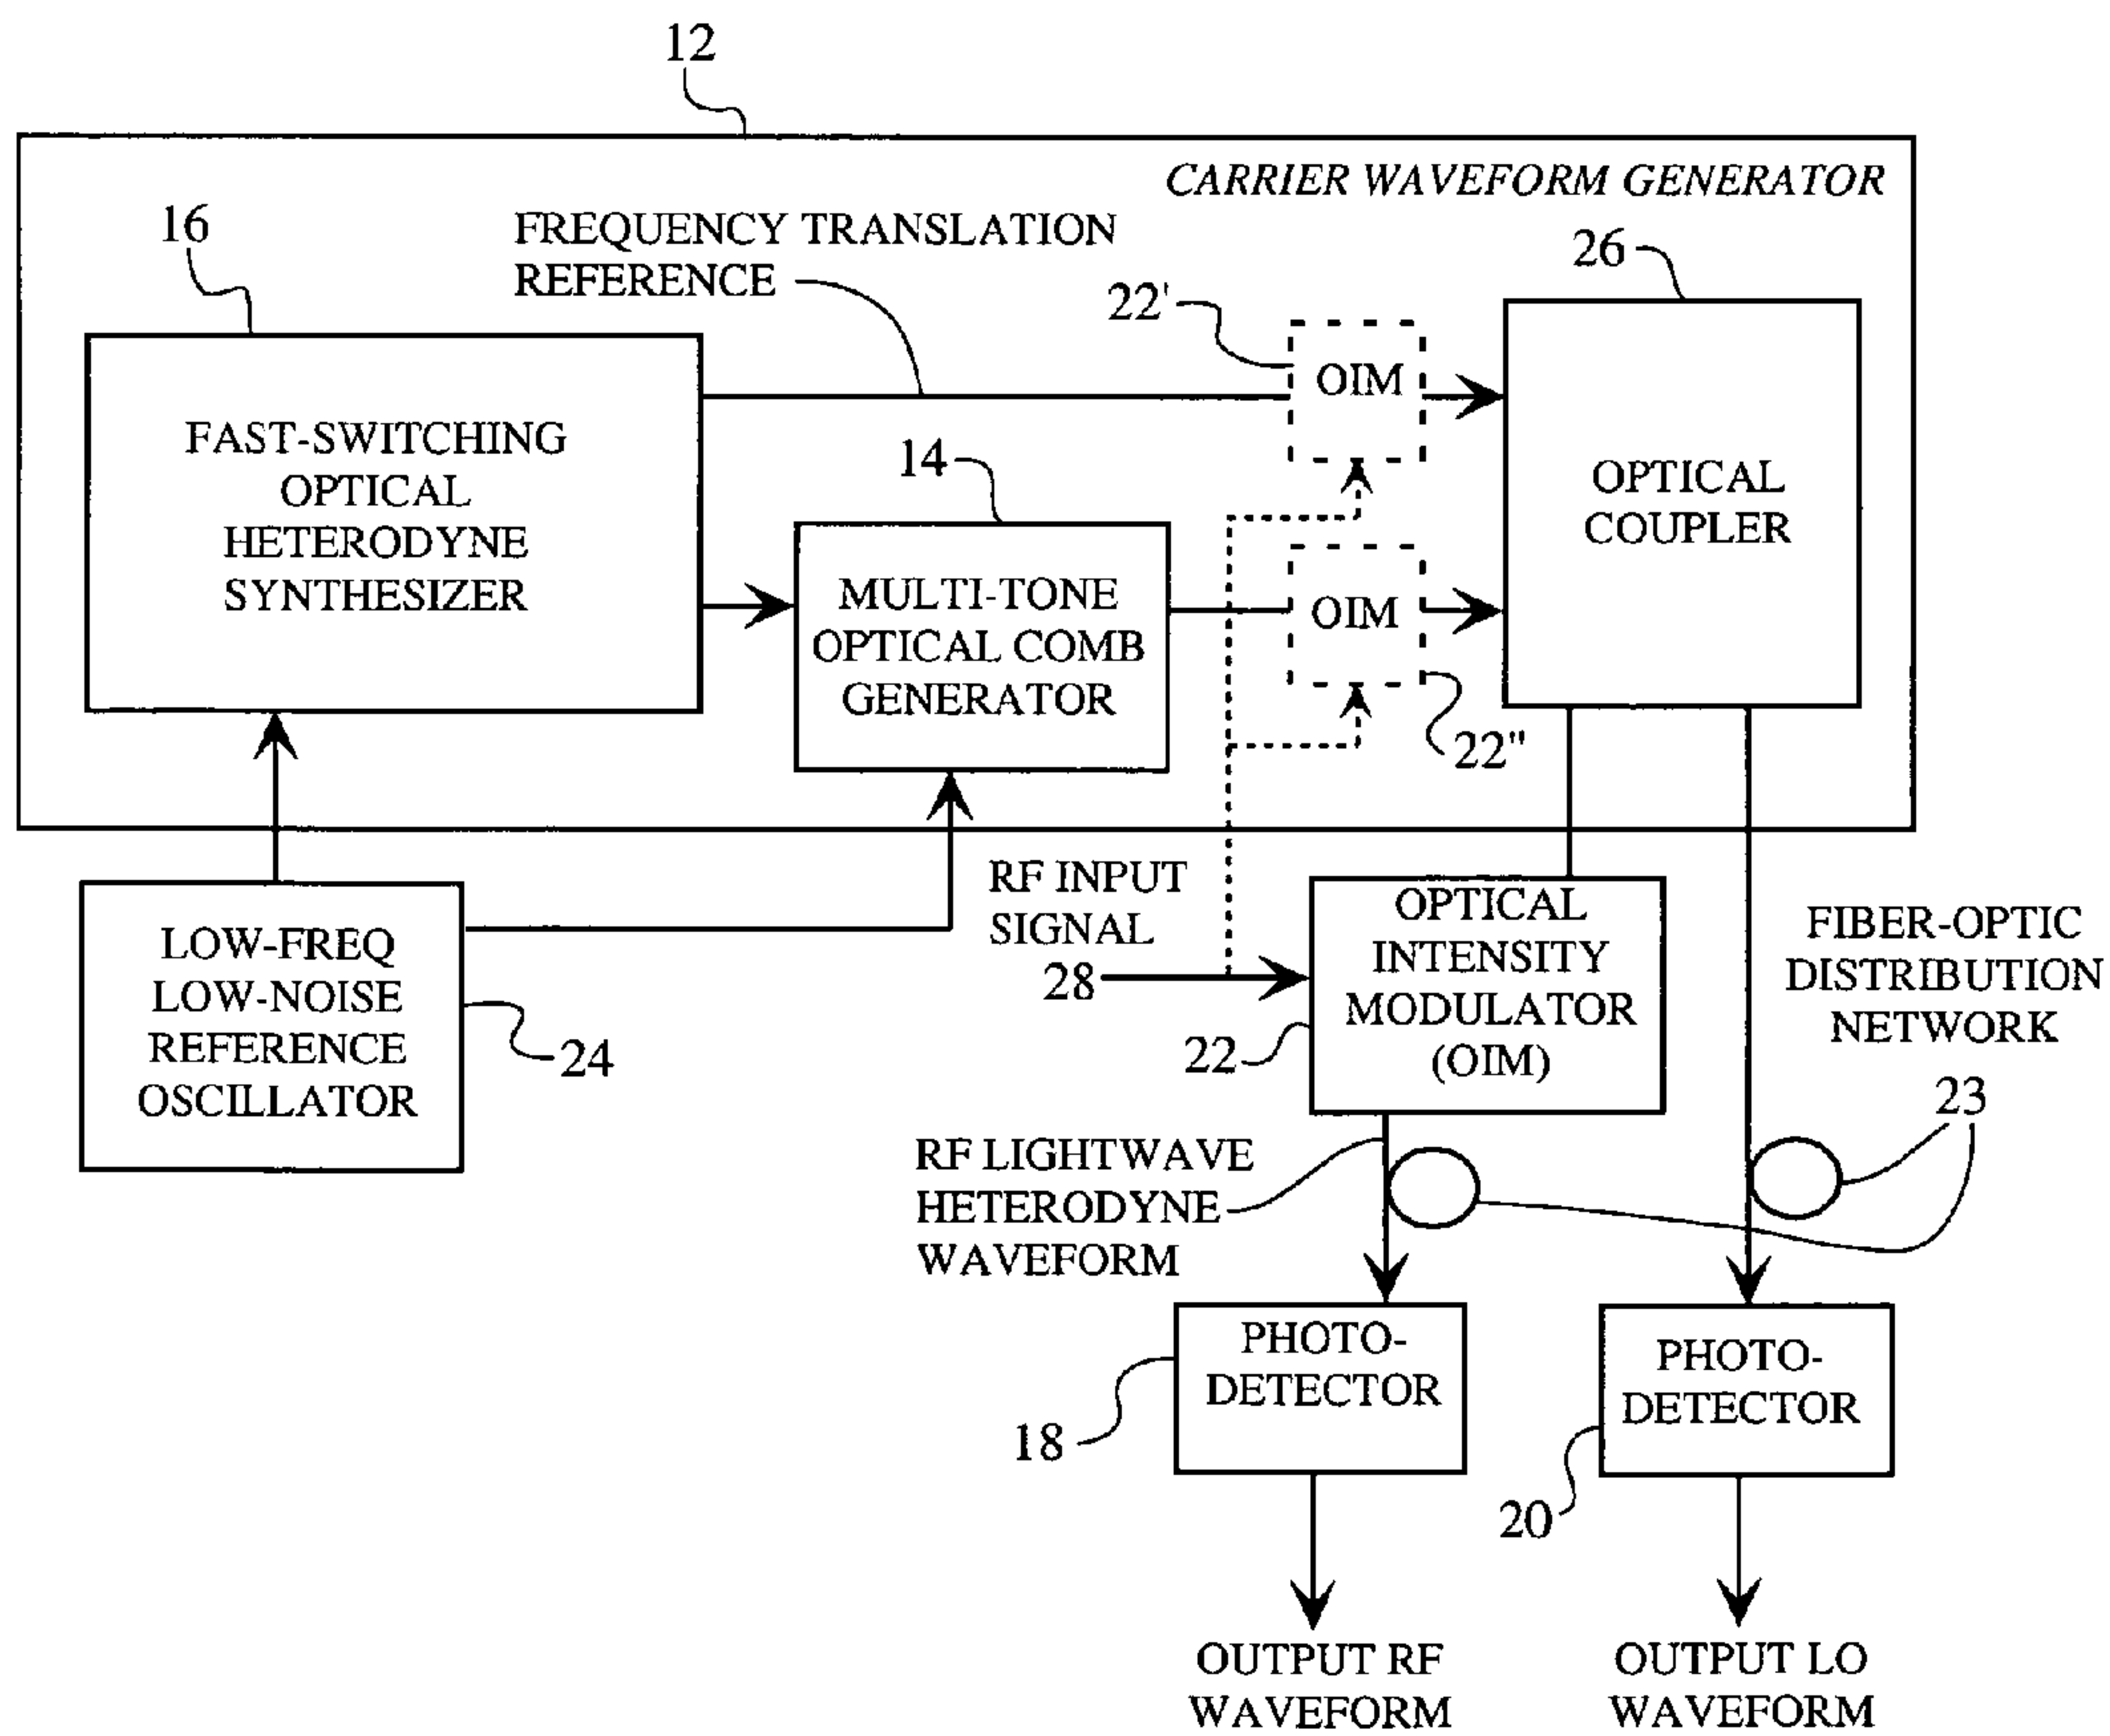 12
CARRIER WAVEFORM GENERATOR
16
FREQUENCY TRANSLATION
REFERENCE
26
22'
OIM
FAST-SWITCHING
OPTICAL
HETERODYNE
SYNTHESIZER
14
OPTICAL
COUPLER
MULTI-TONE
OPTICAL COMB
GENERATOR
OIM
22"
RF INPUT
SIGNAL
28
OPTICAL
INTENSITY
MODULATOR
(OIM)
22
FIBER-OPTIC
DISTRIBUTION
NETWORK
LOW-FREQ
LOW-NOISE
REFERENCE
OSCILLATOR
24
23
RF LIGHTWAVE
HETERODYNE
WAVEFORM
PHOTO-
DETECTOR
18
PHOTO-
DETECTOR
20
OUTPUT RF
WAVEFORM
OUTPUT LO
WAVEFORM